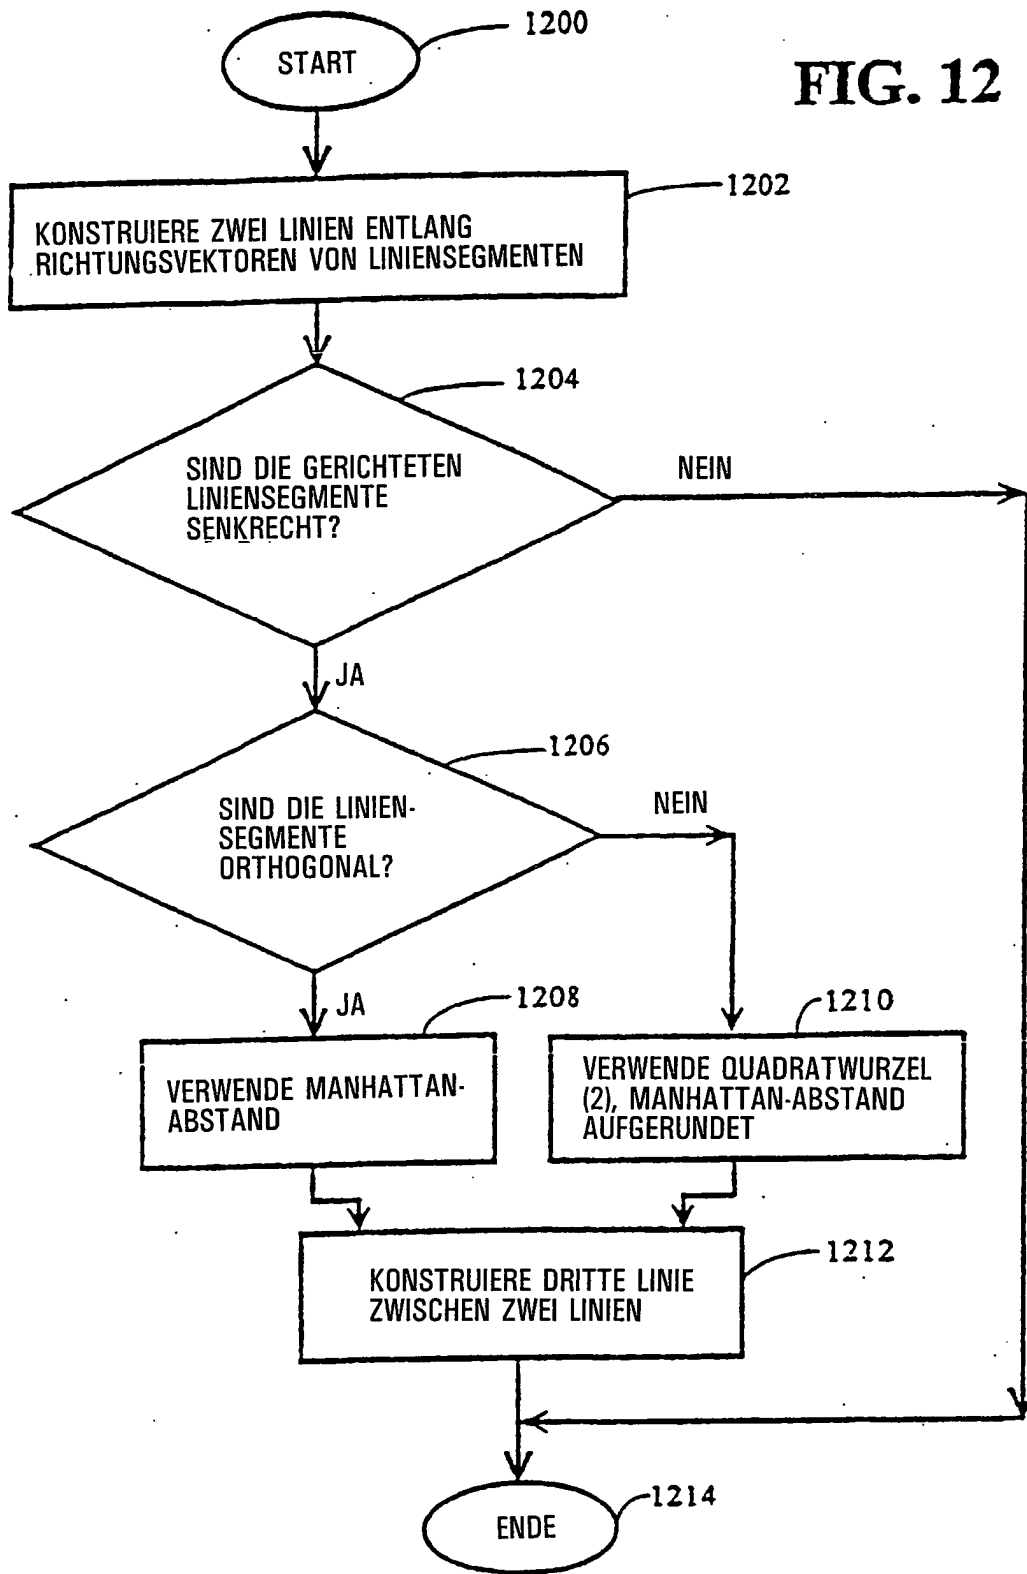 1200
START
FIG. 12
1202
KONSTRUIERE ZWEI LINIEN ENTLANG
RICHTUNGSVEKTOREN VON LINIENSEGMENTEN
1204
SIND DIE GERICHTETEN
LINIENSEGMENTE
SENKRECHT?
NEIN
JA
1206
SIND DIE LINIEN-
SEGMENTE
ORTHOGONAL?
NEIN
JA
1208
VERWENDE MANHATTAN-
ABSTAND
1210
VERWENDE QUADRATWURZEL
(2), MANHATTAN-ABSTAND
AUFGERUNDET
1212
KONSTRUIERE DRITTE LINIE
ZWISCHEN ZWEI LINIEN
1214
ENDE